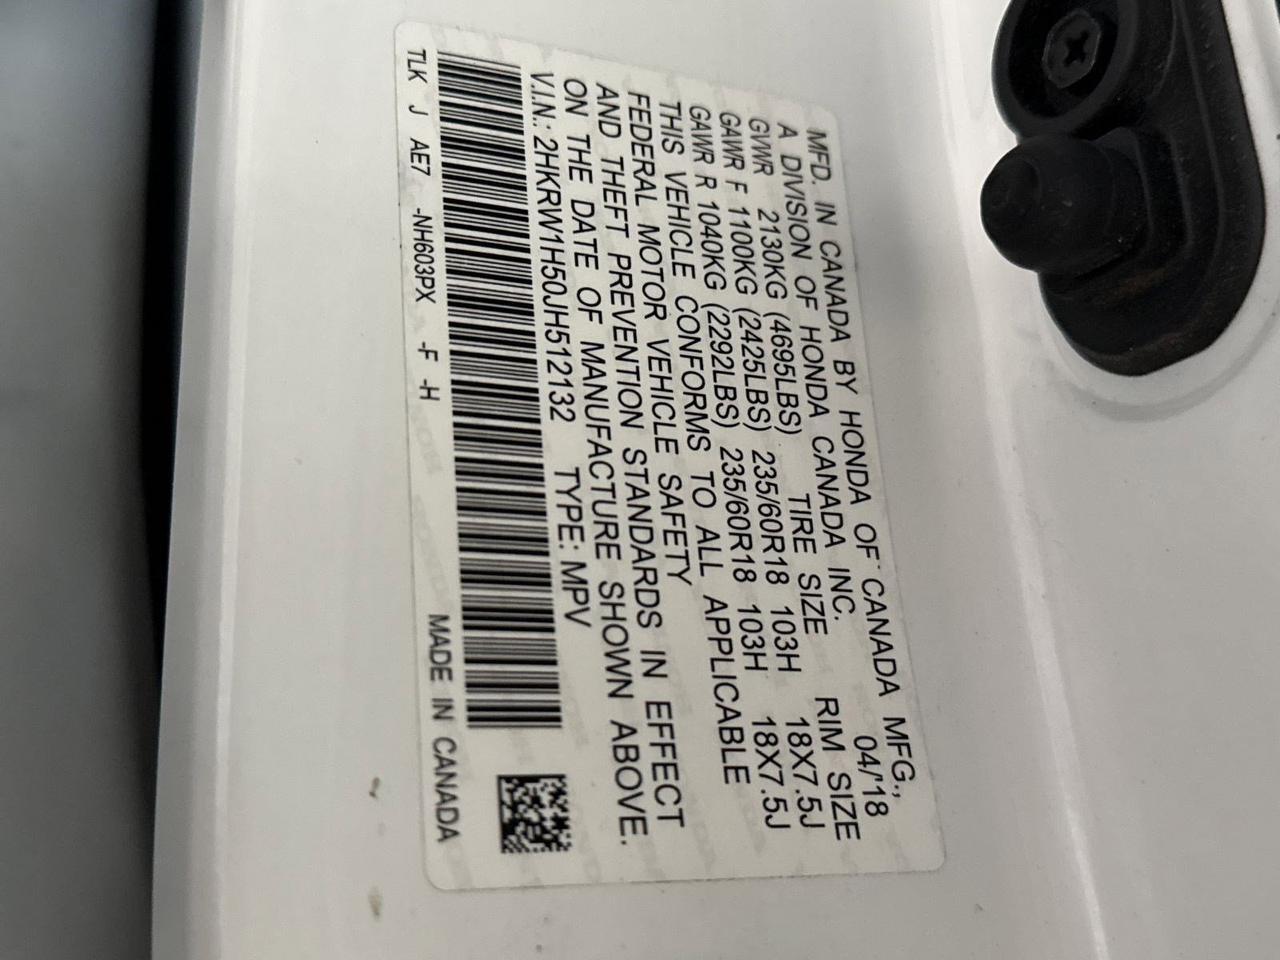 MFD. IN CANADA BY HONDA OF CANADA MFG.,
A DIVISION OF HONDA CANADA INC. 04/'18
GVWR 2130KG (4695LBS) TIRE SIZE RIM SIZE
GAWR F 1100KG (2425LBS) 235/60R18 103H 18X7.5J
GAWR R 1040KG (2292LBS) 235/60R18 103H 18X7.5J
THIS VEHICLE CONFORMS TO ALL APPLICABLE
FEDERAL MOTOR VEHICLE SAFETY
AND THEFT PREVENTION STANDARDS IN EFFECT
ON THE DATE OF MANUFACTURE SHOWN ABOVE.
V.I.N.: 2HKRW1H50JH512132 TYPE: MPV
TLK J AE7 -NH603PX -F -H MADE IN CANADA